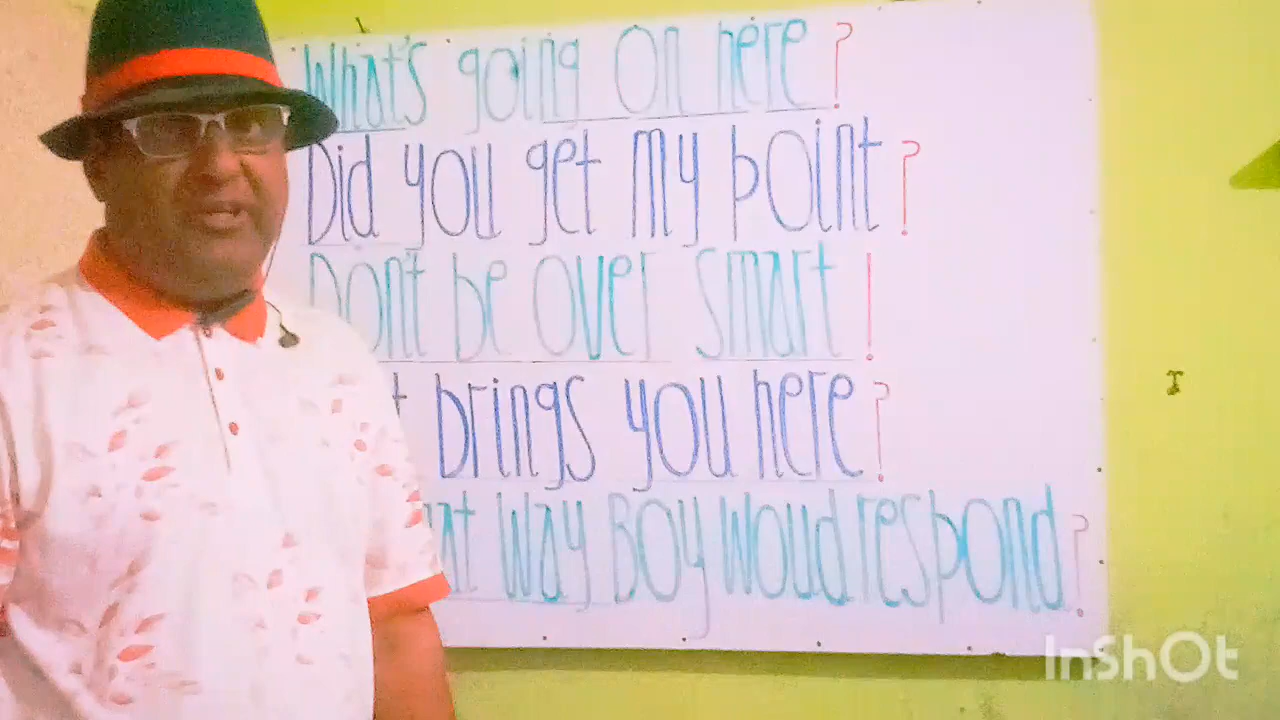 What's going on here?
Did you get my point?
Don't be over smart!
brings you here?
Way Boy Woud respond?
InShOt